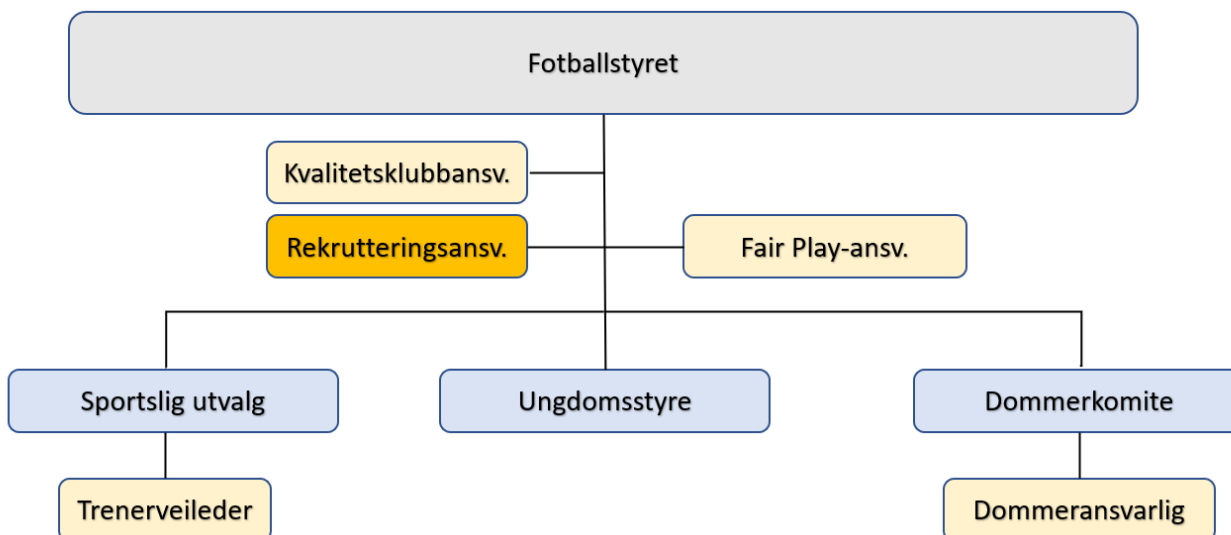 Fotballstyret
Kvalitetsklubbansv.
Rekrutteringsansv.
Fair Play-ansv.
Sportslig utvalg
Ungdomsstyre
Dommerkomite
Trenerveileder
Dommeransvarlig